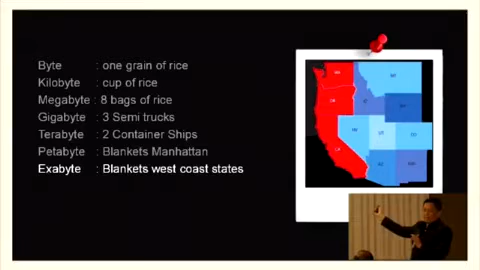 Byte : one grain of rice
Kilobyte : cup of rice
Megabyte : 8 bags of rice
Gigabyte : 3 Semi trucks
Terabyte : 2 Container Ships
Petabyte : Blankets Manhattan
Exabyte : Blankets west coast states